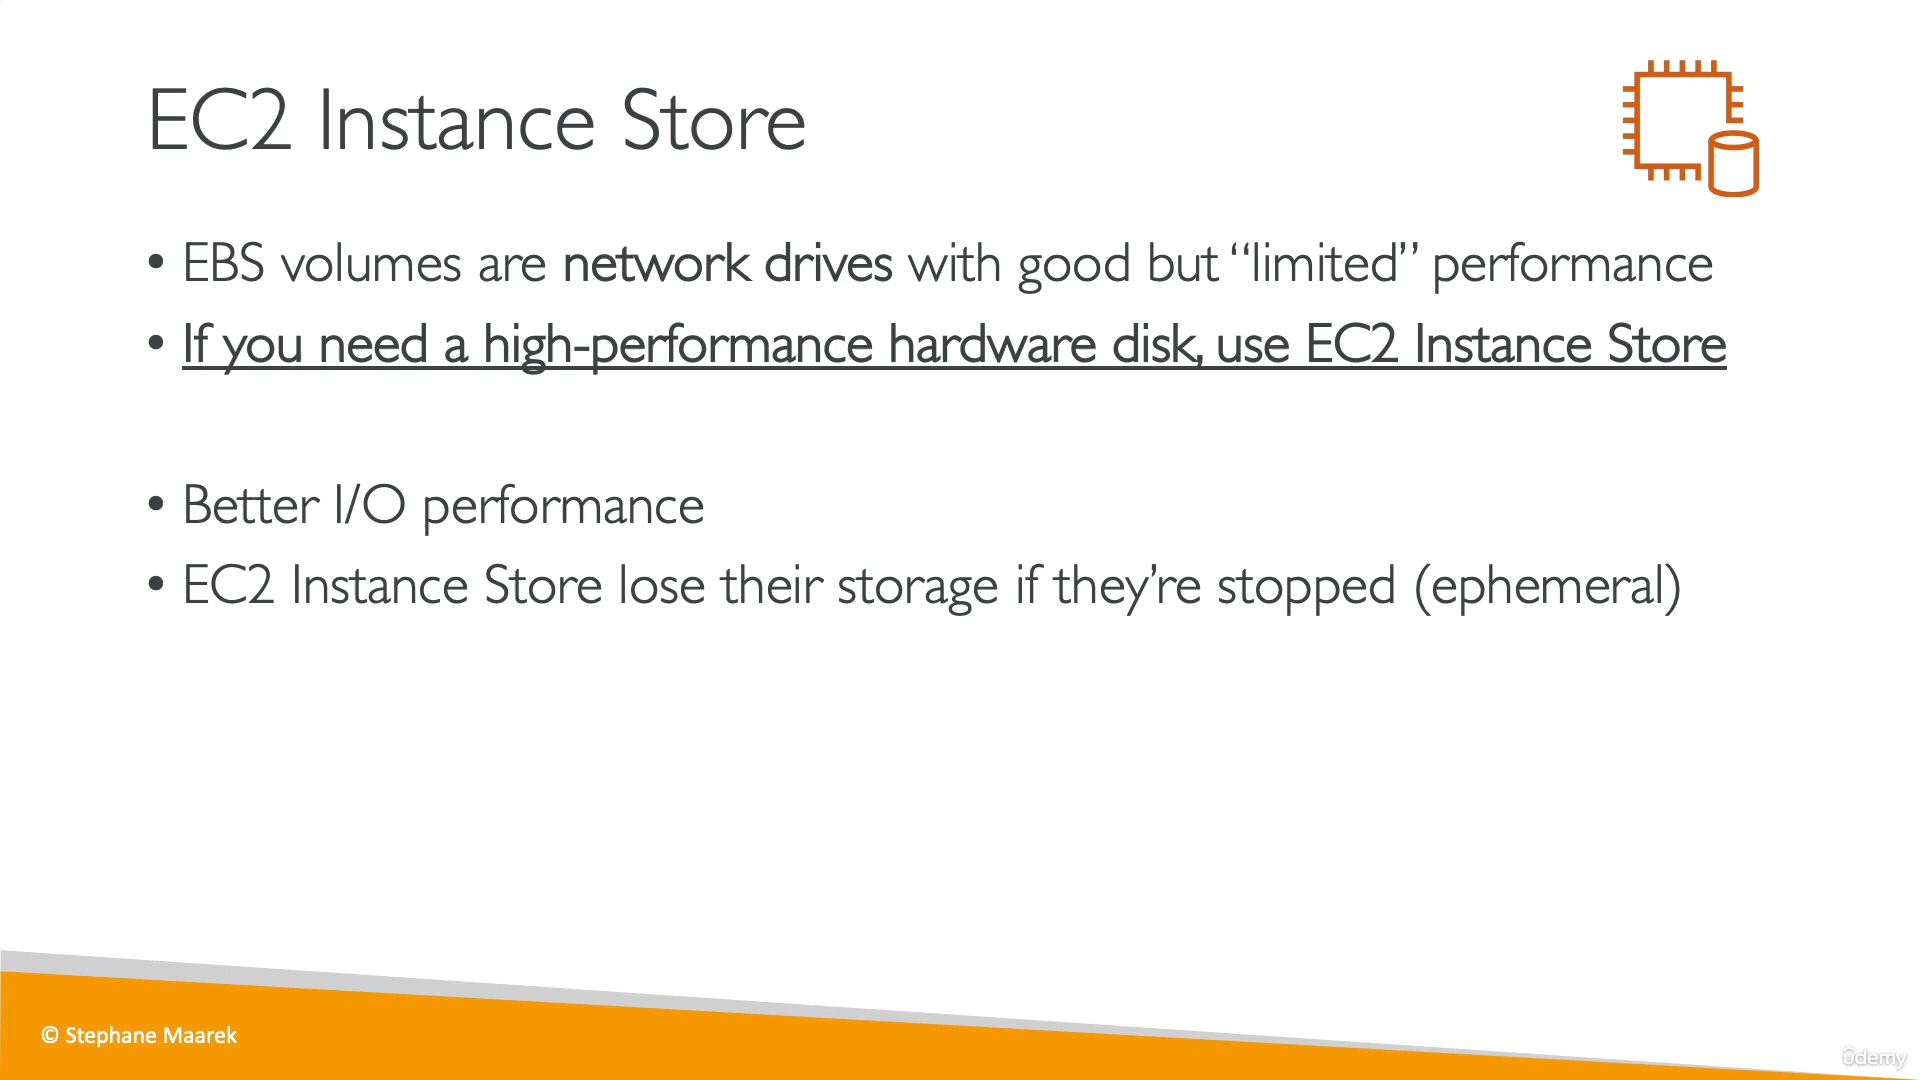 EC2 Instance Store
• EBS volumes are network drives with good but “limited” performance
• If you need a high-performance hardware disk, use EC2 Instance Store
• Better I/O performance
• EC2 Instance Store lose their storage if they’re stopped (ephemeral)
© Stephane Maarek
ûdemy